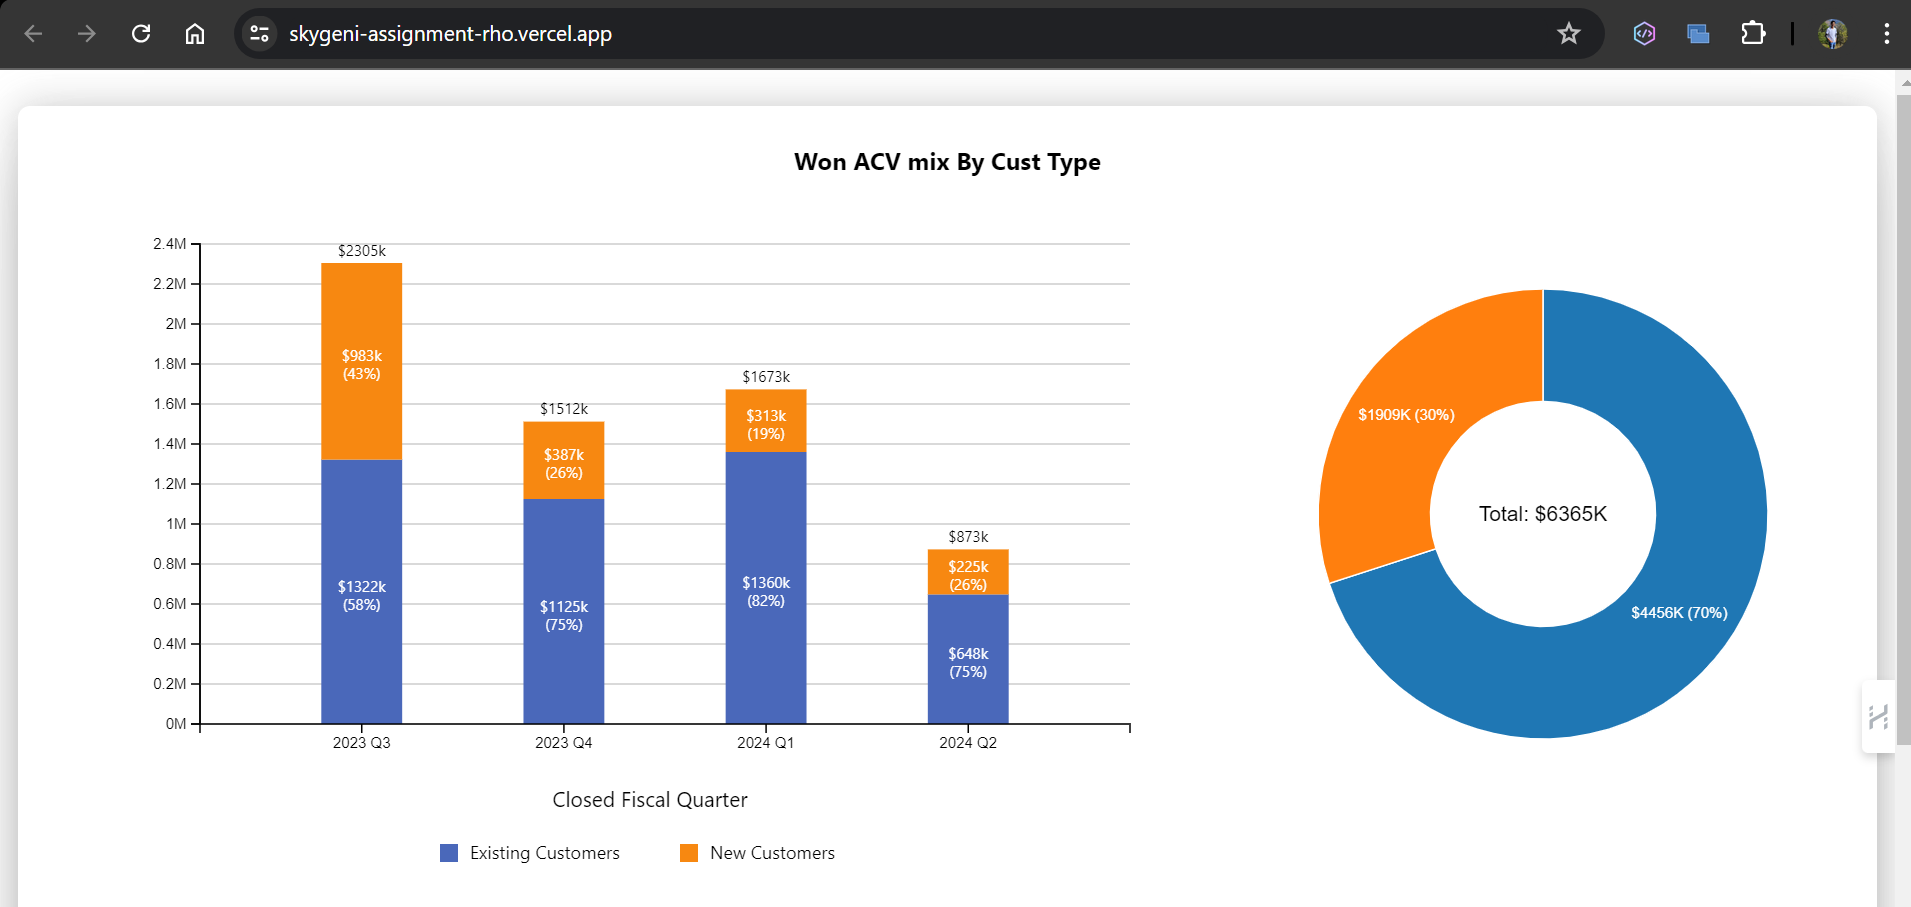 skygeni-assignment-rho.vercel.app
Won ACV mix By Cust Type
2.4M
2.2M
2M
1.8M
1.6M
1.4M
1.2M
1M
0.8M
0.6M
0.4M
0.2M
0M
$2305k
$983k
(43%)
$1322k
(58%)
$1512k
$387k
(26%)
$1125k
(75%)
$1673k
$313k
(19%)
$1360k
(82%)
$873k
$225k
(26%)
$648k
(75%)
2023 Q3
2023 Q4
2024 Q1
2024 Q2
Closed Fiscal Quarter
Existing Customers
New Customers
$1909K (30%)
Total: $6365K
$4456K (70%)